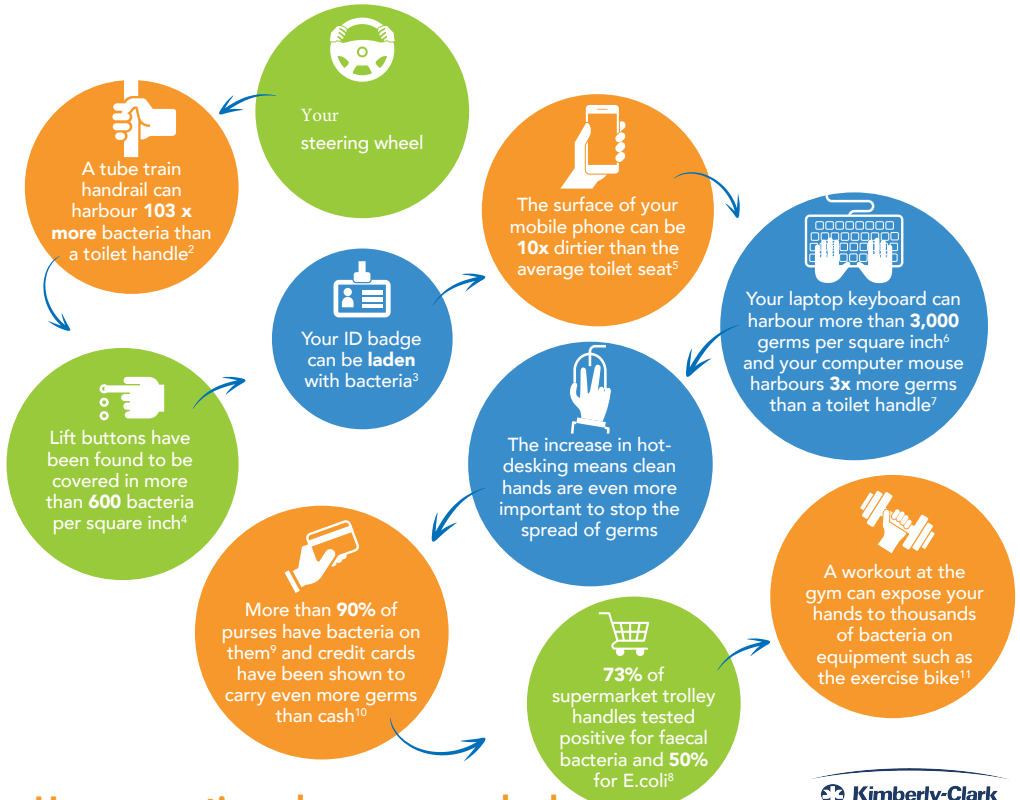 Your
steering wheel
A tube train
handrail can
harbour 103 x
more bacteria than
a toilet handle2
Lift buttons have
been found to be
covered in more
than 600 bacteria
per square inch4
Your ID badge
can be laden
with bacteria3
The surface of your
mobile phone can be
10x dirtier than the
average toilet seat5
Your laptop keyboard can
harbour more than 3,000
germs per square inch6
and your computer mouse
harbours 3x more germs
than a toilet handle7
The increase in hot-
desking means clean
hands are even more
important to stop the
spread of germs
More than 90% of
purses have bacteria on
them9 and credit cards
have been shown to
carry even more germs
than cash10
73% of
supermarket trolley
handles tested
positive for faecal
bacteria and 50%
for E.coli8
A workout at the
gym can expose your
hands to thousands
of bacteria on
equipment such as
the exercise bike11
Kimberly-Clark